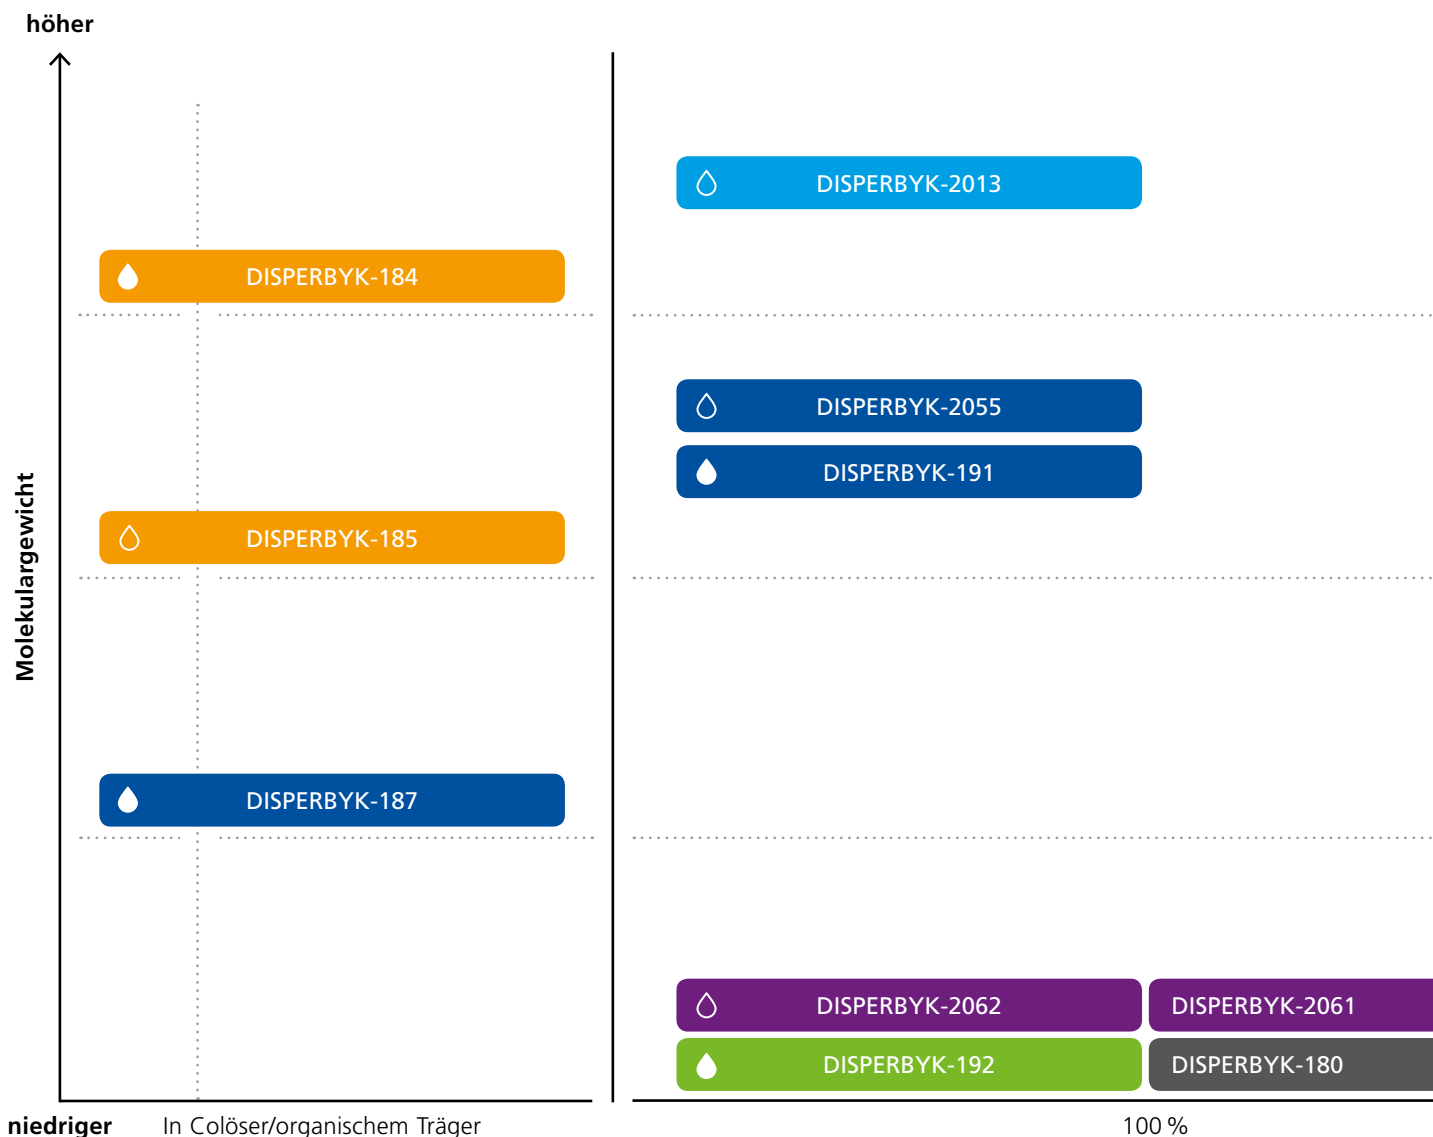 höher
DISPERBYK-2013
DISPERBYK-184
DISPERBYK-2055
DISPERBYK-191
DISPERBYK-185
Molekulargewicht
DISPERBYK-187
DISPERBYK-2062
DISPERBYK-2061
DISPERBYK-192
DISPERBYK-180
niedriger
In Colöser/organischem Träger
100 %